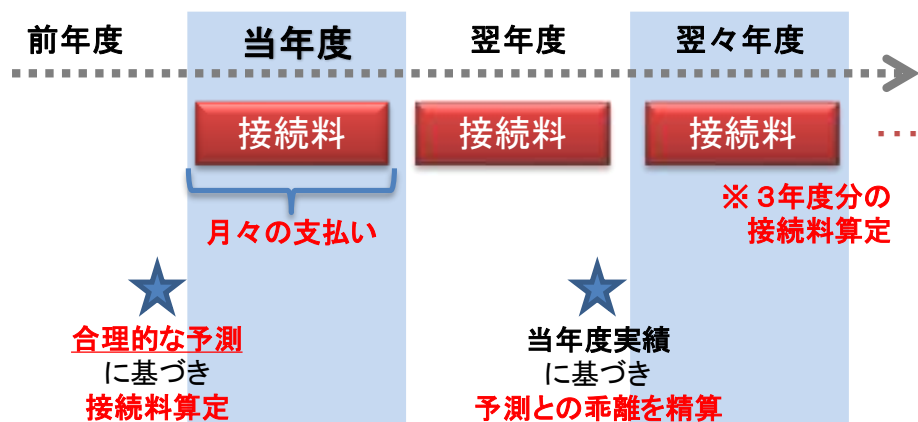 前年度
当年度
翌年度
翌々年度
接続料
接続料
接続料
月々の支払い
※３年度分の
接続料算定
合理的な予測
に基づき
接続料算定
当年度実績
に基づき
予測との乖離を精算